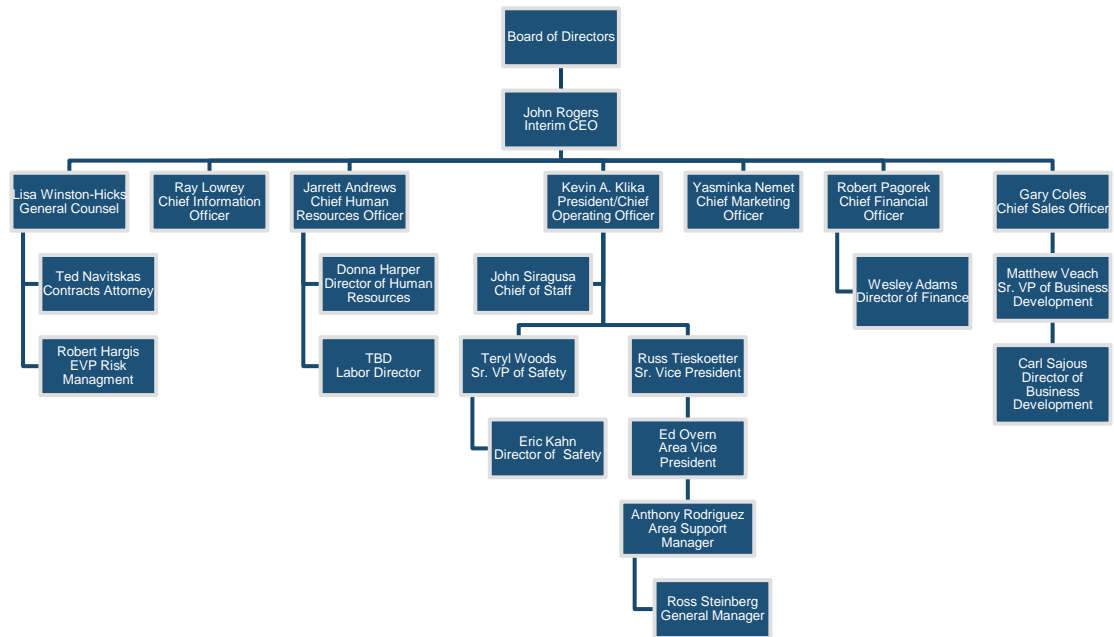 Board of Directors
John Rogers
Interim CEO
Lisa Winston-Hicks
General Counsel
Ray Lowrey
Chief Information
Officer
Jarrett Andrews
Chief Human
Resources Officer
Kevin A. Klika
President/Chief
Operating Officer
Yasminka Nemet
Chief Marketing
Officer
Robert Pagorek
Chief Financial
Officer
Gary Coles
Chief Sales Officer
Ted Navitskas
Contracts Attorney
Donna Harper
Director of Human
Resources
John Siragusa
Chief of Staff
Wesley Adams
Director of Finance
Matthew Veach
Sr. VP of Business
Development
Robert Hargis
EVP Risk
Managment
TBD
Labor Director
Teryl Woods
Sr. VP of Safety
Russ Tieskoetter
Sr. Vice President
Carl Sajous
Director of
Business
Development
Eric Kahn
Director of  Safety
Ed Overn
Area Vice
President
Anthony Rodriguez
Area Support
Manager
Ross Steinberg
General Manager